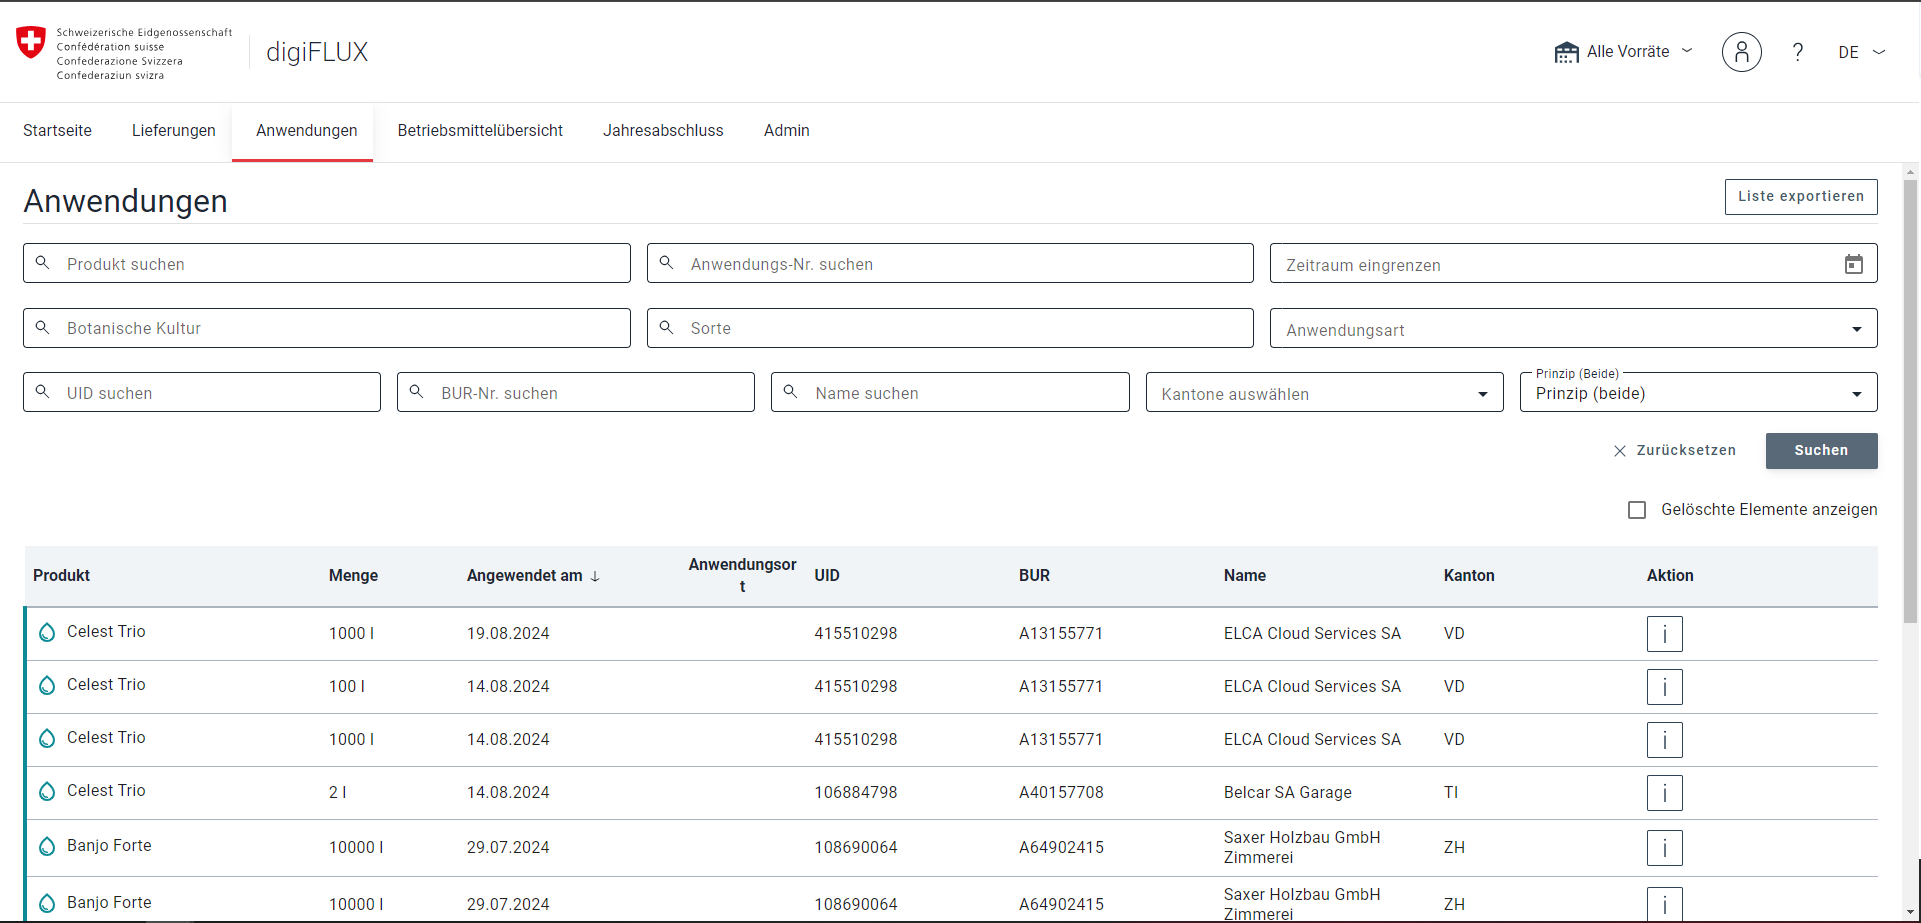 Schweizerische Eidgenossenschaft
Confédération suisse
Confederazione Svizzera
Confederaziun svizra
digiFLUX
Alle Vorräte
?
DE
Startseite Lieferungen Anwendungen Betriebsmittelübersicht Jahresabschluss Admin
Anwendungen
Liste exportieren
Produkt suchen Anwendungs-Nr. suchen Zeitraum eingrenzen
Botanische Kultur Sorte Anwendungsart
Prinzip (Beide)
UID suchen BUR-Nr. suchen Name suchen Kantone auswählen Prinzip (beide)
Zurücksetzen Suchen
Gelöschte Elemente anzeigen
Produkt Menge Angewendet am ↓ Anwendungsor
t UID BUR Name Kanton Aktion
Celest Trio 1000 l 19.08.2024 415510298 A13155771 ELCA Cloud Services SA VD i
Celest Trio 100 l 14.08.2024 415510298 A13155771 ELCA Cloud Services SA VD i
Celest Trio 1000 l 14.08.2024 415510298 A13155771 ELCA Cloud Services SA VD i
Celest Trio 2 l 14.08.2024 106884798 A40157708 Belcar SA Garage TI i
Banjo Forte 10000 l 29.07.2024 108690064 A64902415 Saxer Holzbau GmbH
Zimmerei ZH i
Banjo Forte 10000 l 29.07.2024 108690064 A64902415 Saxer Holzbau GmbH
Zimmerei ZH i